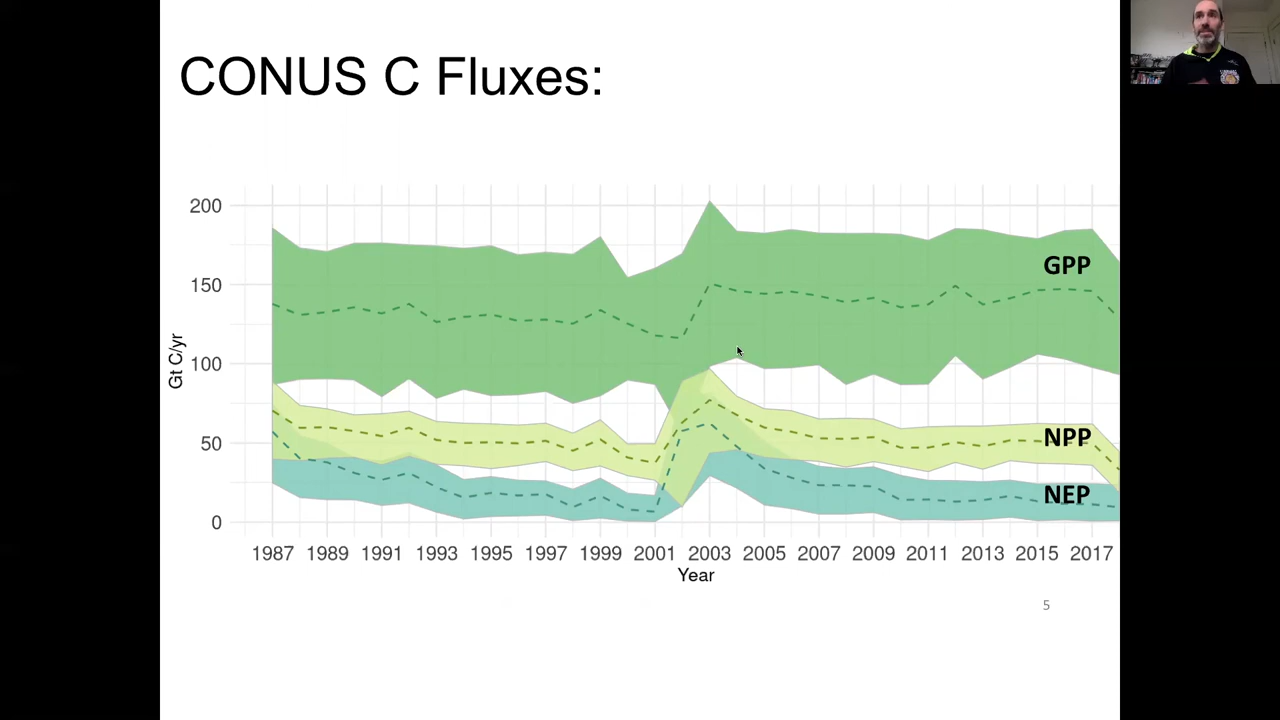 CONUS C Fluxes:
200
150
100
50
0
Gt C/yr
GPP
NPP
NEP
1987 1989 1991 1993 1995 1997 1999 2001 2003 2005 2007 2009 2011 2013 2015 2017
Year
5